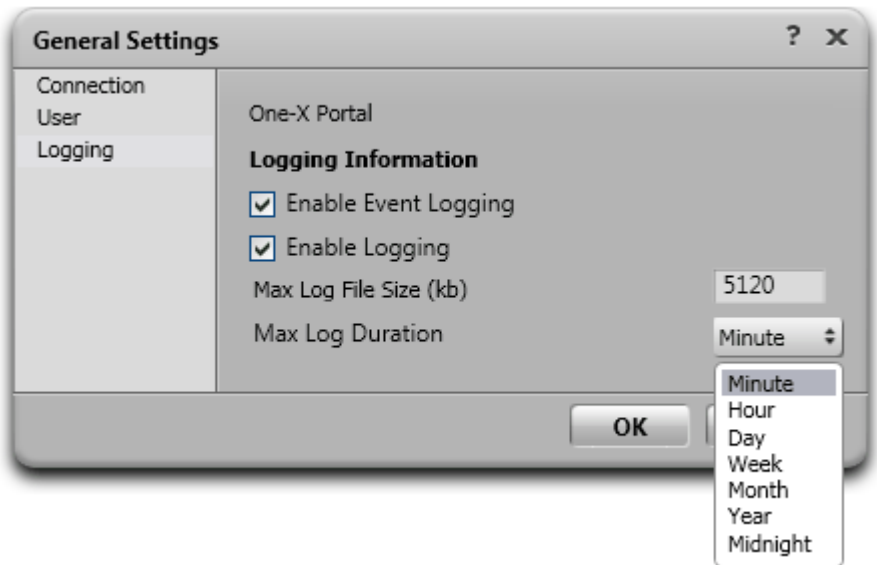 General Settings ? x
Connection
User
Logging
One-X Portal
Logging Information
Enable Event Logging
Enable Logging
Max Log File Size (kb) 5120
Max Log Duration Minute
Minute
Hour
Day
Week
Month
Year
Midnight
OK